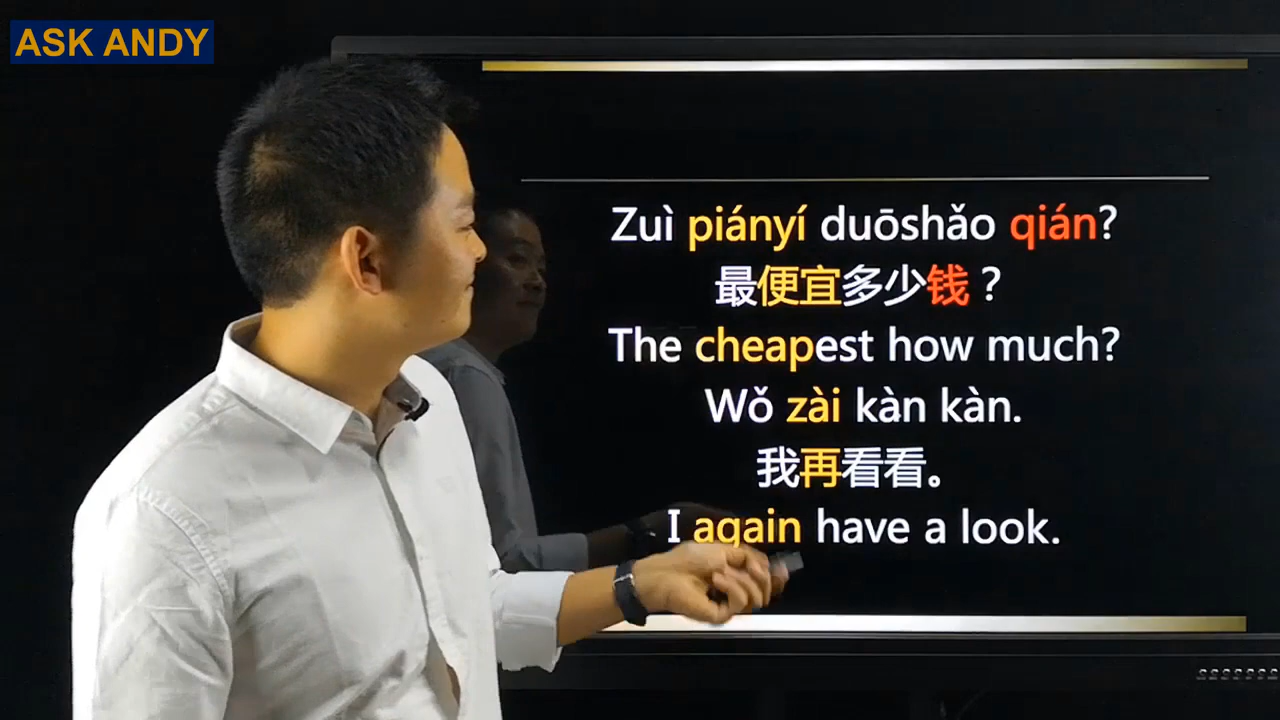 ASK ANDY
Zuì piányí duōshǎo qián?
最便宜多少钱？
The cheapest how much?
Wǒ zài kàn kàn.
我再看看。
I again have a look.